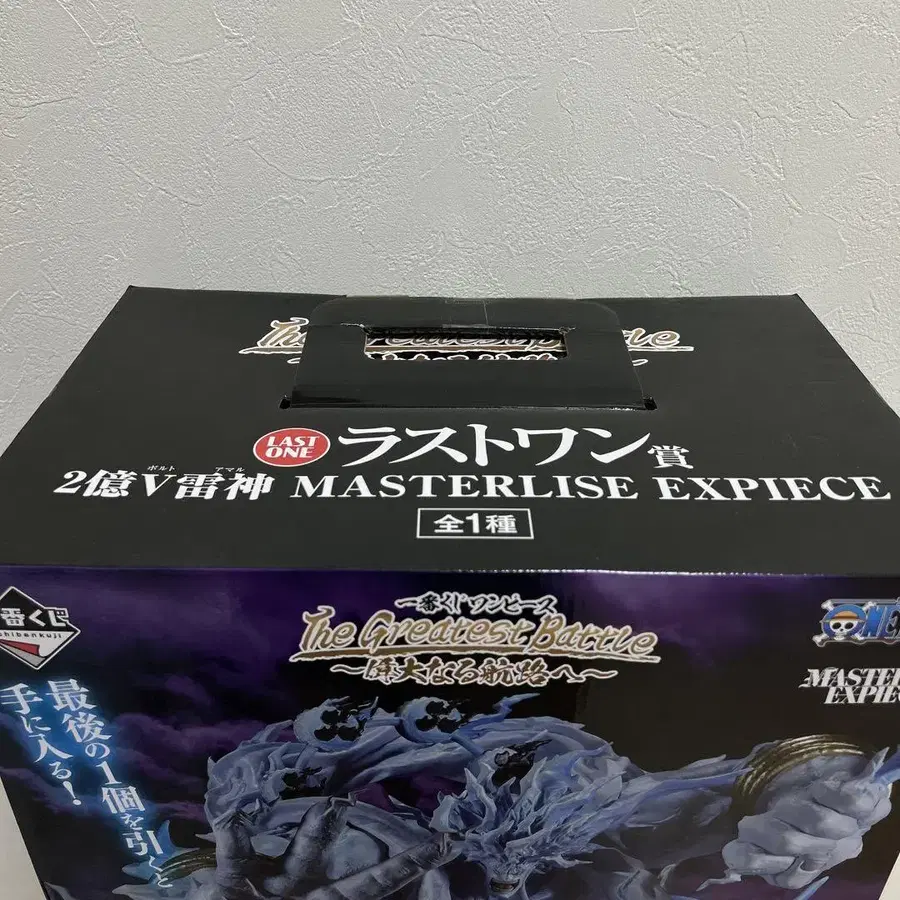 The Greatest Battle
LAST ONE ラストワン賞
ボルト アマル
2億V雷神 MASTERLISE EXPIECE
全1種
番くじ
一番くじワンピース
The Greatest Battle
～偉大なる航路へ～
MASTER
最後の1個を引くと
手に入る!